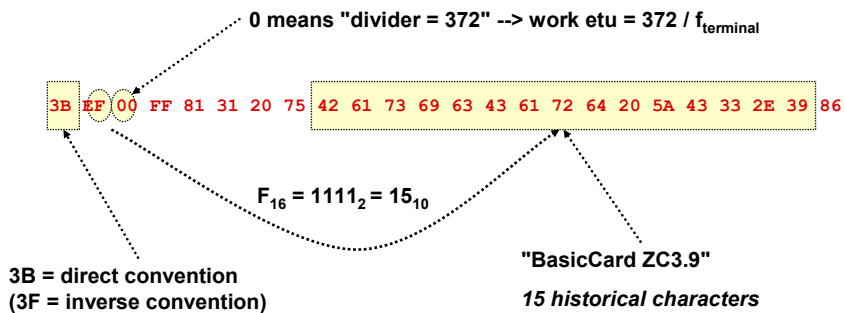 0 means "divider = 372" --> work etu = 372 / f_terminal
3B EF 00 FF 81 31 20 75 42 61 73 69 63 43 61 72 64 20 5A 43 33 2E 39 86
F₁₆ = 1111₂ = 15₁₀
3B = direct convention
(3F = inverse convention)
"BasicCard ZC3.9"
15 historical characters